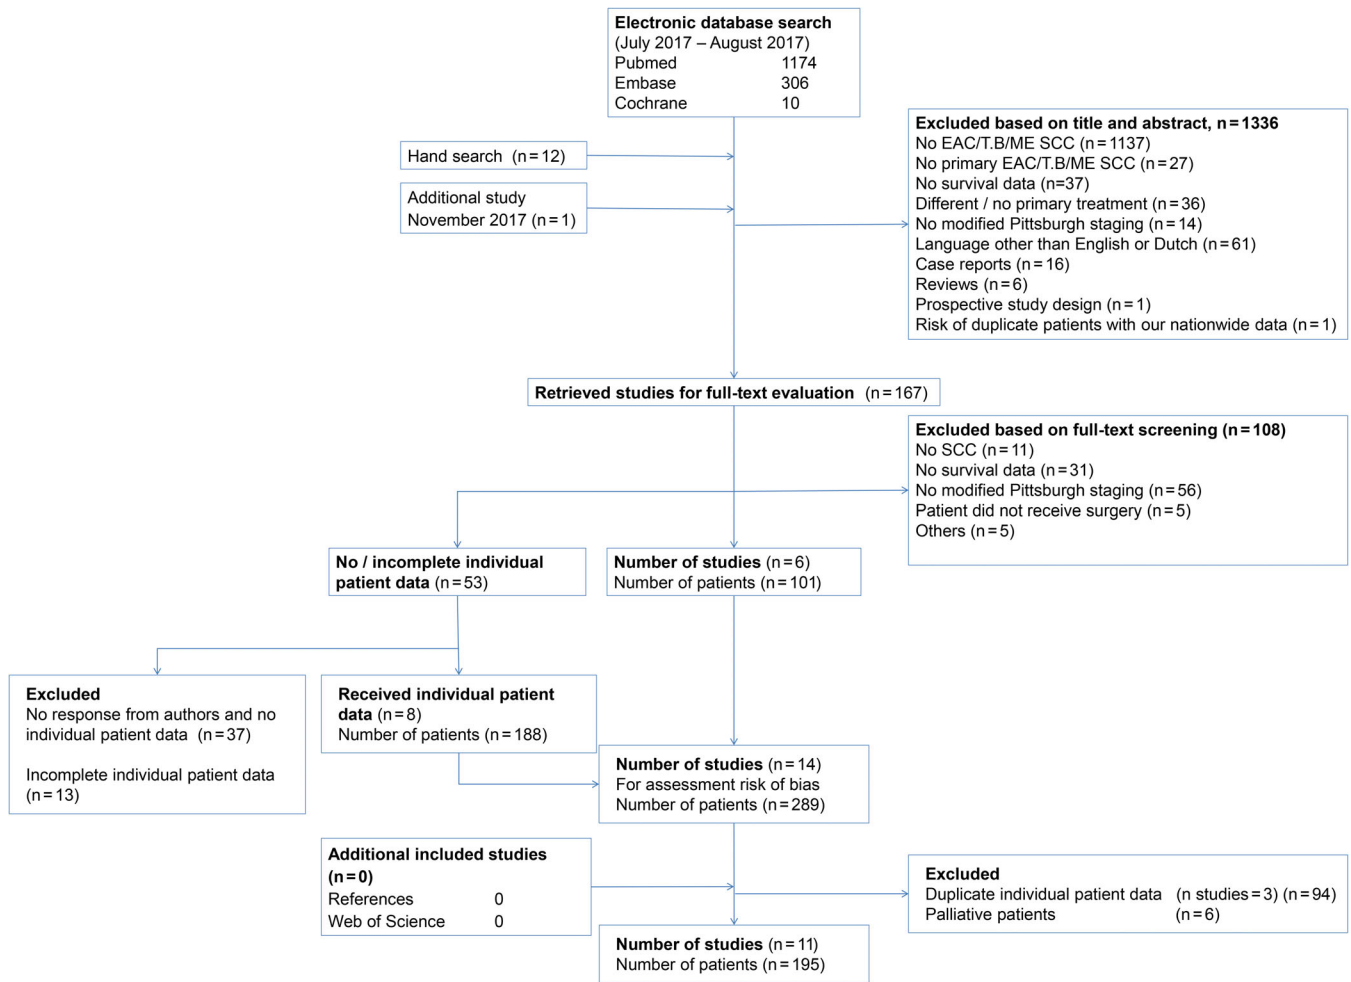 Electronic database search
(July 2017 – August 2017)
Pubmed 1174
Embase 306
Cochrane 10
Hand search (n=12)
Additional study
November 2017 (n=1)
Excluded based on title and abstract, n=1336
No EAC/T.B/ME SCC (n=1137)
No primary EAC/T.B/ME SCC (n=27)
No survival data (n=37)
Different / no primary treatment (n=36)
No modified Pittsburgh staging (n=14)
Language other than English or Dutch (n=61)
Case reports (n=16)
Reviews (n=6)
Prospective study design (n=1)
Risk of duplicate patients with our nationwide data (n=1)
Retrieved studies for full-text evaluation (n=167)
Excluded based on full-text screening (n=108)
No SCC (n=11)
No survival data (n=31)
No modified Pittsburgh staging (n=56)
Patient did not receive surgery (n=5)
Others (n=5)
No / incomplete individual
patient data (n=53)
Number of studies (n=6)
Number of patients (n=101)
Excluded
No response from authors and no
individual patient data (n=37)
Incomplete individual patient data
(n=13)
Received individual patient
data (n=8)
Number of patients (n=188)
Number of studies (n=14)
For assessment risk of bias
Number of patients (n=289)
Additional included studies
(n=0)
References 0
Web of Science 0
Excluded
Duplicate individual patient data (n studies=3) (n=94)
Palliative patients (n=6)
Number of studies (n=11)
Number of patients (n=195)